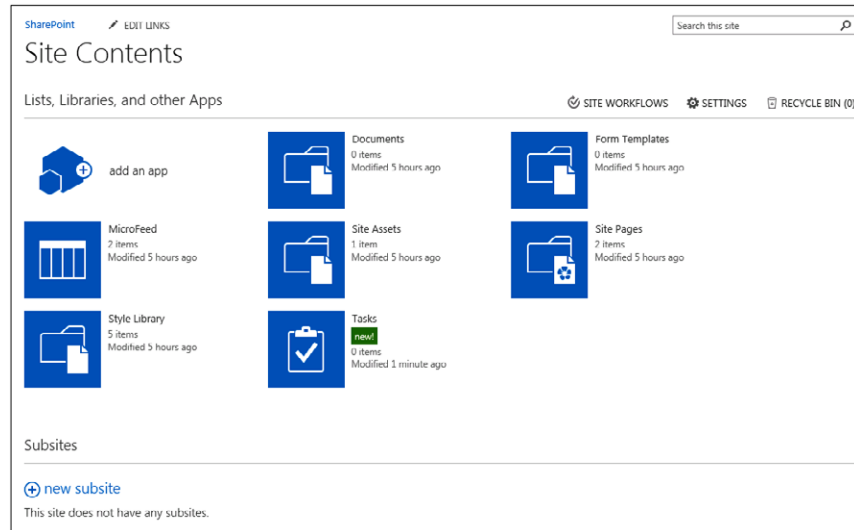 SharePoint
EDIT LINKS
Search this site
Site Contents
Lists, Libraries, and other Apps
SITE WORKFLOWS
SETTINGS
RECYCLE BIN (0)
add an app
Documents
0 items
Modified 5 hours ago
Form Templates
0 items
Modified 5 hours ago
MicroFeed
2 items
Modified 5 hours ago
Site Assets
1 item
Modified 5 hours ago
Site Pages
2 items
Modified 5 hours ago
Style Library
5 items
Modified 5 hours ago
Tasks
new!
0 items
Modified 1 minute ago
Subsites
new subsite
This site does not have any subsites.